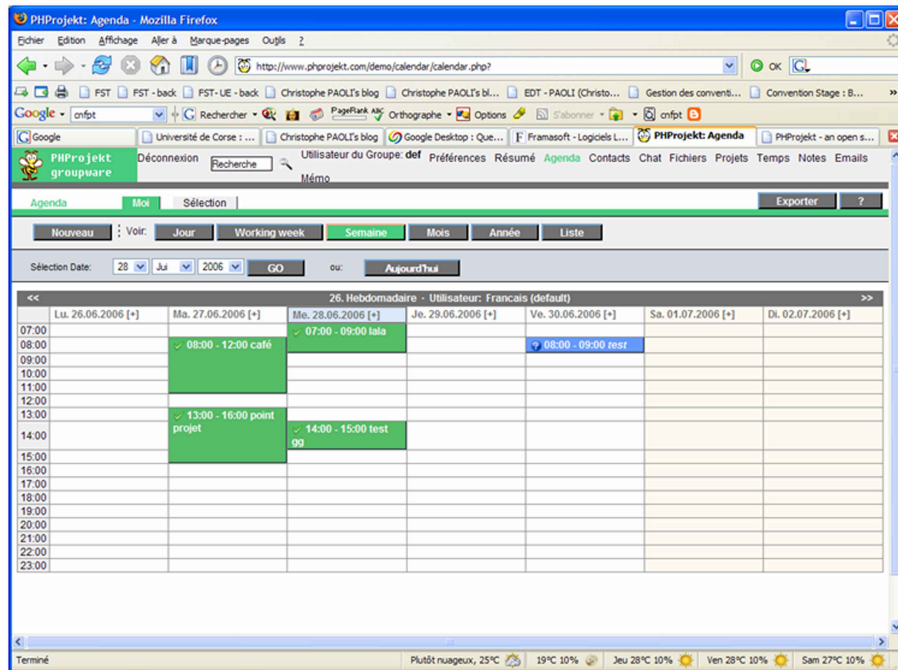 PHProjekt: Agenda - Mozilla Firefox
Fichier Edition Affichage Aller à Marque-pages Outils ?
http://www.phprojekt.com/demo/calendar/calendar.php? OK
FST FST - back FST- UE - back Christophe PAOLI's blog Christophe PAOLI's bl... EDT - PAOLI (Christo... Gestion des conventi... Convention Stage : B... »
Google cnfpt Rechercher PageRank ABC Orthographe Options S'abonner cnfpt
Google Université de Corse : ... Christophe PAOLI's blog Google Desktop : Que... Framasoft - Logiciels L... PHProjekt: Agenda PHProjekt - an open s...
PHProjekt groupware Déconnexion Recherche Utilisateur du Groupe: def Préférences Résumé Agenda Contacts Chat Fichiers Projets Temps Notes Emails
Mémo
Agenda Moi Sélection Exporter ?
Nouveau Voir: Jour Working week Semaine Mois Année Liste
Sélection Date: 28 Jui 2006 GO ou: Aujourd'hui
<< 26. Hebdomadaire - Utilisateur: Francais (default) >>
Lu. 26.06.2006 [+] Ma. 27.06.2006 [+] Me. 28.06.2006 [+] Je. 29.06.2006 [+] Ve. 30.06.2006 [+] Sa. 01.07.2006 [+] Di. 02.07.2006 [+]
07:00 07:00 - 09:00 lala
08:00 08:00 - 12:00 café 08:00 - 09:00 test
09:00
10:00
11:00
12:00
13:00 13:00 - 16:00 point projet
14:00 14:00 - 15:00 test gg
15:00
16:00
17:00
18:00
19:00
20:00
21:00
22:00
23:00
Terminé Plutôt nuageux, 25°C 19°C 10% Jeu 28°C 10% Ven 28°C 10% Sam 27°C 10%